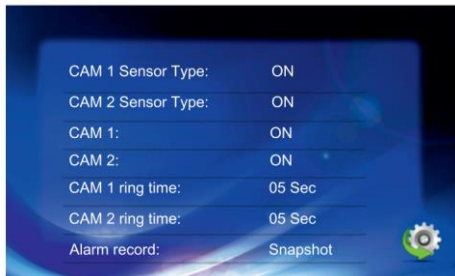 CAM 1 Sensor Type: ON
CAM 2 Sensor Type: ON
CAM 1: ON
CAM 2: ON
CAM 1 ring time: 05 Sec
CAM 2 ring time: 05 Sec
Alarm record: Snapshot